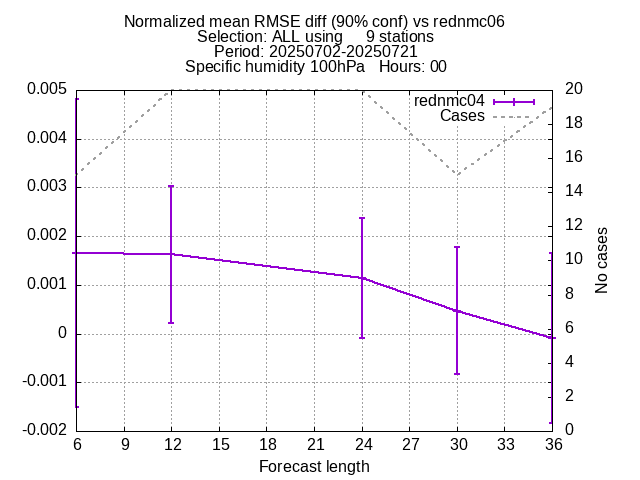 Normalized mean RMSE diff (90% conf) vs rednmc06
Selection: ALL using     9 stations
Period: 20250702-20250721
Specific humidity 100hPa   Hours: 00
rednmc04
Cases
0.005
0.004
0.003
0.002
0.001
0
-0.001
-0.002
20
18
16
14
12
10
8
6
4
2
0
No cases
6 9 12 15 18 21 24 27 30 33 36
Forecast length